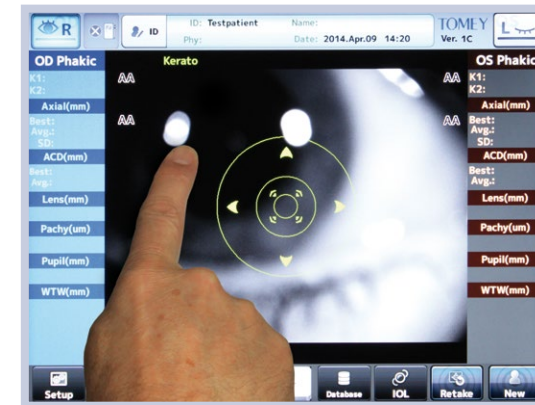 R
ID
ID: Testpatient
Name:
Phy:
Date: 2014.Apr.09 14:20
TOMEY
Ver. 1C
L
OD Phakic
Kerato
OS Phakic
K1:
K2:
AA
AA
K1:
K2:
Axial(mm)
Axial(mm)
Best:
Avg.:
SD:
AA
AA
Best:
Avg.:
SD:
ACD(mm)
ACD(mm)
Best:
Avg.:
Best:
Avg.:
Lens(mm)
Lens(mm)
Pachy(um)
Pachy(um)
Pupil(mm)
Pupil(mm)
WTW(mm)
WTW(mm)
Setup
Database
IOL
Retake
New